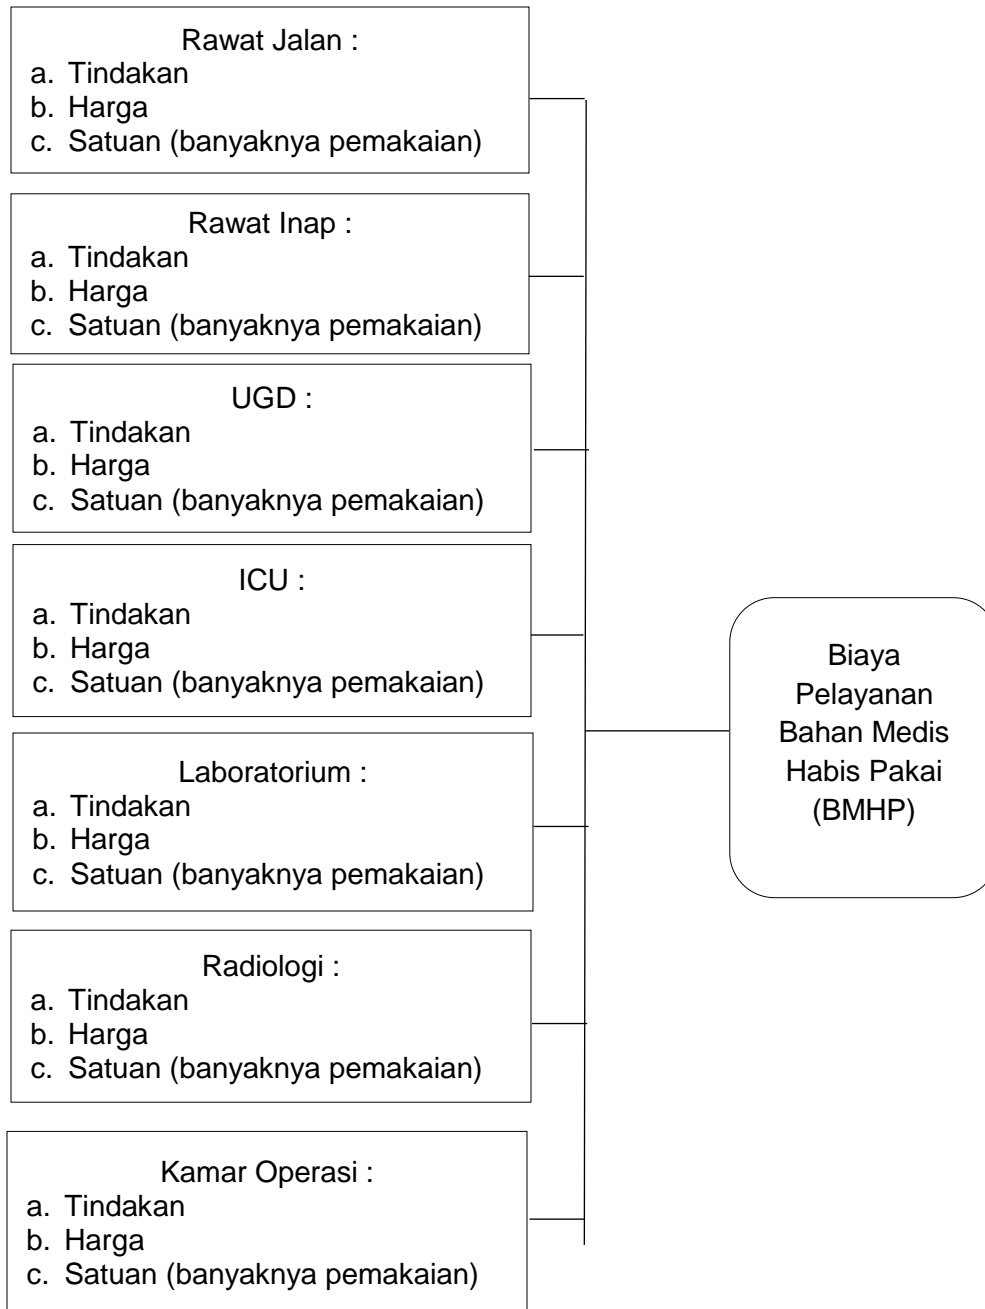 Rawat Jalan :
a. Tindakan
b. Harga
c. Satuan (banyaknya pemakaian)
Rawat Inap :
a. Tindakan
b. Harga
c. Satuan (banyaknya pemakaian)
UGD :
a. Tindakan
b. Harga
c. Satuan (banyaknya pemakaian)
ICU :
a. Tindakan
b. Harga
c. Satuan (banyaknya pemakaian)
Laboratorium :
a. Tindakan
b. Harga
c. Satuan (banyaknya pemakaian)
Radiologi :
a. Tindakan
b. Harga
c. Satuan (banyaknya pemakaian)
Kamar Operasi :
a. Tindakan
b. Harga
c. Satuan (banyaknya pemakaian)
Biaya
Pelayanan
Bahan Medis
Habis Pakai
(BMHP)